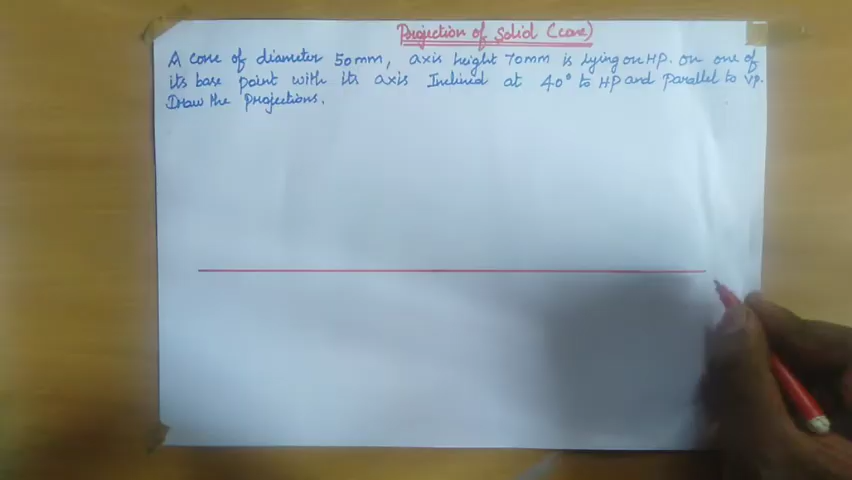 Projection of Solid (cone)
A cone of diameter 50mm, axis height 70mm is lying on HP. on one of
its base point with its axis Inclined at 40° to HP and parallel to VP.
Draw the projections.